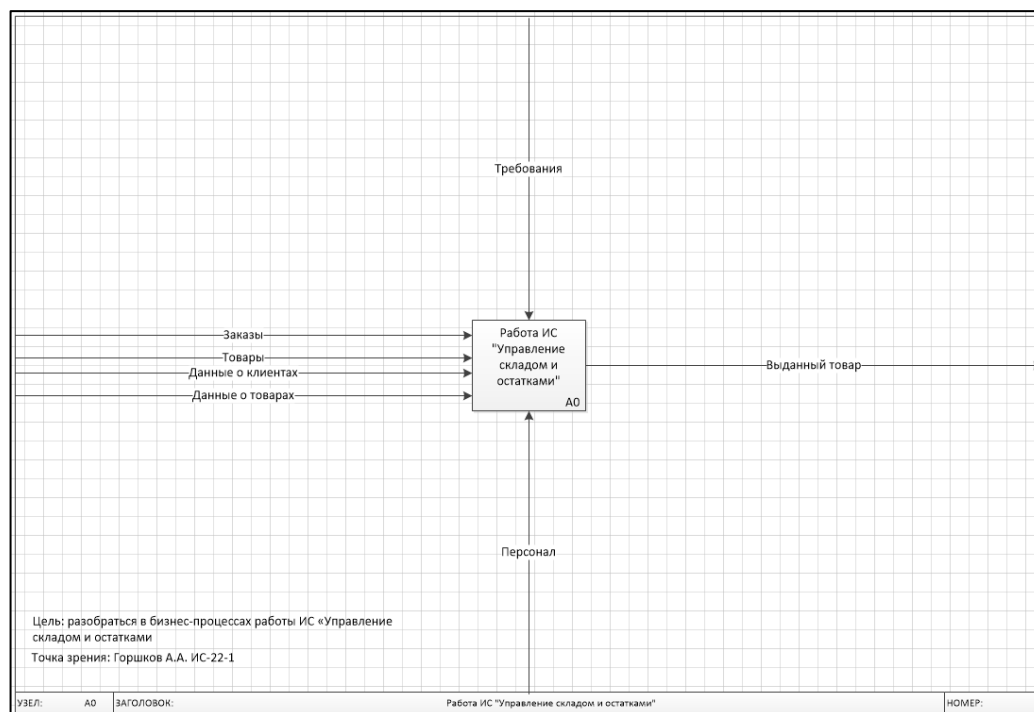 Требования
Заказы
Товары
Данные о клиентах
Данные о товарах
Работа ИС
"Управление
складом и
остатками"
A0
Выданный товар
Персонал
Цель: разобраться в бизнес-процессах работы ИС «Управление
складом и остатками
Точка зрения: Горшков А.А. ИС-22-1
УЗЕЛ: A0 ЗАГОЛОВОК: Работа ИС "Управление складом и остатками" НОМЕР: